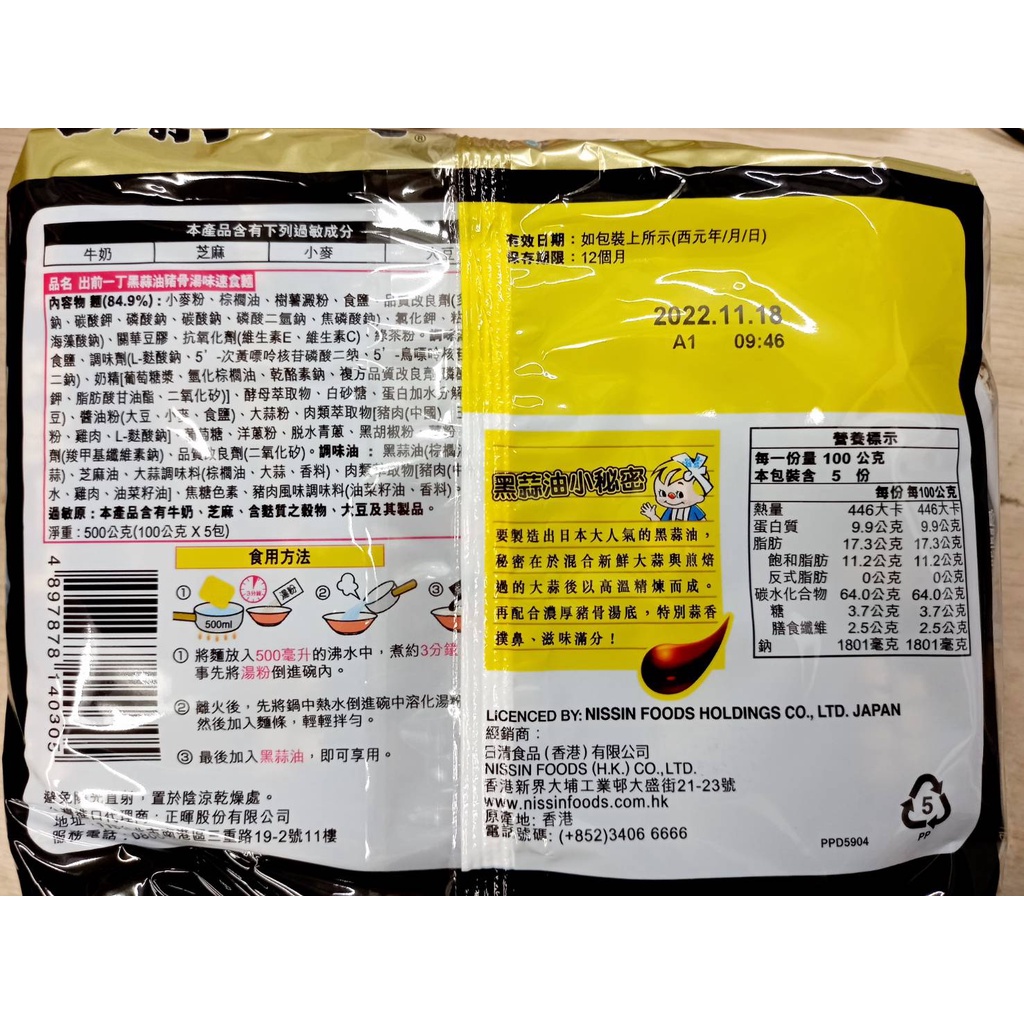 本產品含有下列過敏成分
牛奶 芝麻 小麥 大豆
品名 出前一丁黑蒜油豬骨湯味速食麵
內容物 麵(84.9%)：小麥粉、棕櫚油、樹薯澱粉、食鹽、品質改良劑(
鈉、碳酸鉀、磷酸鈉、碳酸鈉、磷酸二氫鈉、焦磷酸鈉)、氯化鉀、
海藻酸鈉)、關華豆膠、抗氧化劑(維生素E、維生素C)、綠茶粉。
食鹽、調味劑(L-麩酸鈉、5'-次黃嘌呤核苷磷酸二鈉、5'-鳥嘌呤核苷
二鈉)、奶精[葡萄糖漿、氫化棕櫚油、乾酪素鈉、複方品質改良劑
鉀、脂肪酸甘油酯、二氧化矽)]、酵母萃取物、白砂糖、蛋白加水分解
豆)、醬油粉(大豆、小麥、食鹽)、大蒜粉、肉類萃取物[豬肉(中國)、
粉、雞肉、L-麩酸鈉]、葡萄糖、洋蔥粉、脫水青蔥、黑胡椒粉、
劑(羧甲基纖維素鈉)、品質改良劑(二氧化矽)。調味油：黑蒜油(棕櫚
蒜)、芝麻油、大蒜調味料(棕櫚油、大蒜、香料)、肉類萃取物[豬肉(中
水、雞肉、油菜籽油]、焦糖色素、豬肉風味調味料(油菜籽油、香料)
過敏原：本產品含有牛奶、芝麻、含麩質之穀物、大豆及其製品。
淨重：500公克(100公克X5包)
食用方法
① 3分鐘 湯粉 ② ③
500ml
① 將麵放入500毫升的沸水中，煮約3分鐘
事先將湯粉倒進碗內。
② 離火後，先將鍋中熱水倒進碗中溶化湯粉
然後加入麵條，輕輕拌勻。
③ 最後加入黑蒜油，即可享用。
4 897878 140305
避免陽光直射，置於陰涼乾燥處。
正暉股份有限公司
南港區三重路19-2號11樓
有效日期：如包裝上所示(西元年/月/日)
保存期限：12個月
2022.11.18
A1 09:46
黑蒜油小秘密
要製造出日本大人氣的黑蒜油，
秘密在於混合新鮮大蒜與煎焙
過的大蒜後以高溫精煉而成。
再配合濃厚豬骨湯底，特別蒜香
撲鼻、滋味滿分！
營養標示
每一份量 100 公克
本包裝含 5 份
每份 每100公克
熱量 446大卡 446大卡
蛋白質 9.9公克 9.9公克
脂肪 17.3公克 17.3公克
飽和脂肪 11.2公克 11.2公克
反式脂肪 0公克 0公克
碳水化合物 64.0公克 64.0公克
糖 3.7公克 3.7公克
膳食纖維 2.5公克 2.5公克
鈉 1801毫克 1801毫克
LiCENCED BY: NISSIN FOODS HOLDINGS CO., LTD. JAPAN
經銷商：
日清食品(香港)有限公司
NISSIN FOODS (H.K.) CO.,LTD.
香港新界大埔工業邨大盛街21-23號
www.nissinfoods.com.hk
原產地: 香港
電話號碼: (+852)3406 6666
5
PP
PPD5904